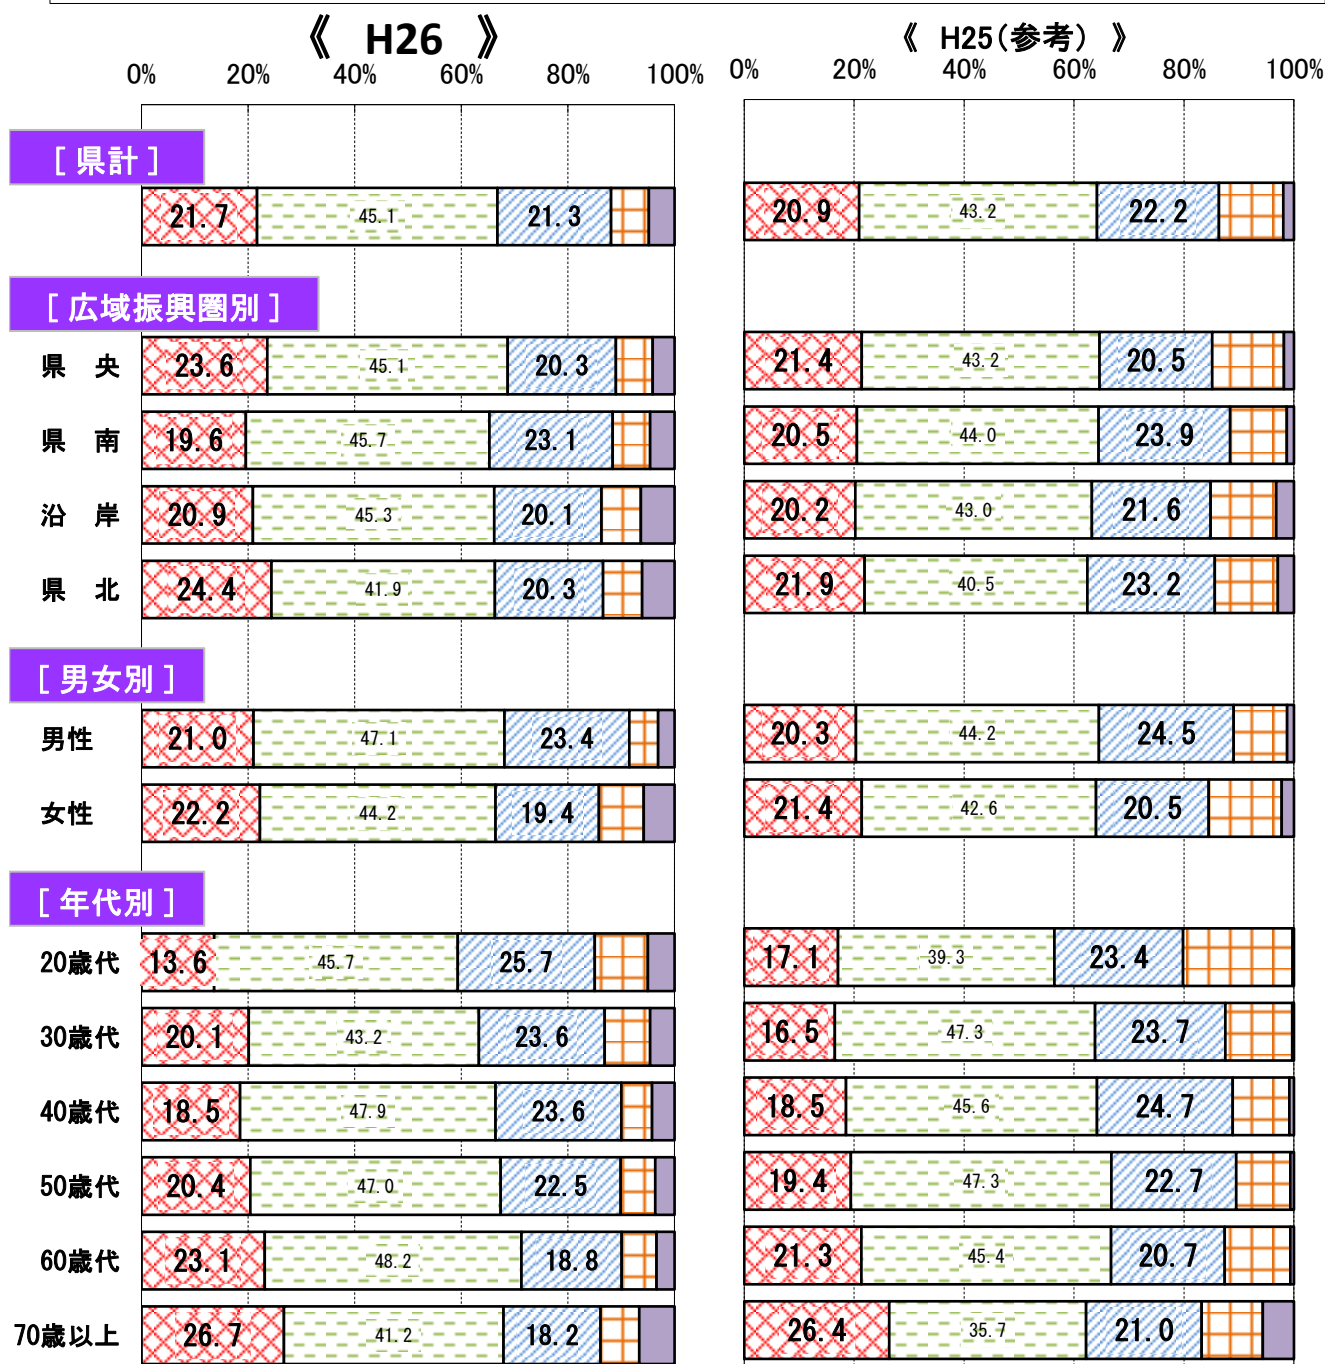 《 H26 》 《 H25(参考) 》
0% 20% 40% 60% 80% 100% 0% 20% 40% 60% 80% 100%
[ 県計 ]
21.7 45.1 21.3 20.9 43.2 22.2
[ 広域振興圏別 ]
県 央 23.6 45.1 20.3 21.4 43.2 20.5
県 南 19.6 45.7 23.1 20.5 44.0 23.9
沿 岸 20.9 45.3 20.1 20.2 43.0 21.6
県 北 24.4 41.9 20.3 21.9 40.5 23.2
[ 男女別 ]
男性 21.0 47.1 23.4 20.3 44.2 24.5
女性 22.2 44.2 19.4 21.4 42.6 20.5
[ 年代別 ]
20歳代 13.6 45.7 25.7 17.1 39.3 23.4
30歳代 20.1 43.2 23.6 16.5 47.3 23.7
40歳代 18.5 47.9 23.6 18.5 45.6 24.7
50歳代 20.4 47.0 22.5 19.4 47.3 22.7
60歳代 23.1 48.2 18.8 21.3 45.4 20.7
70歳以上 26.7 41.2 18.2 26.4 35.7 21.0